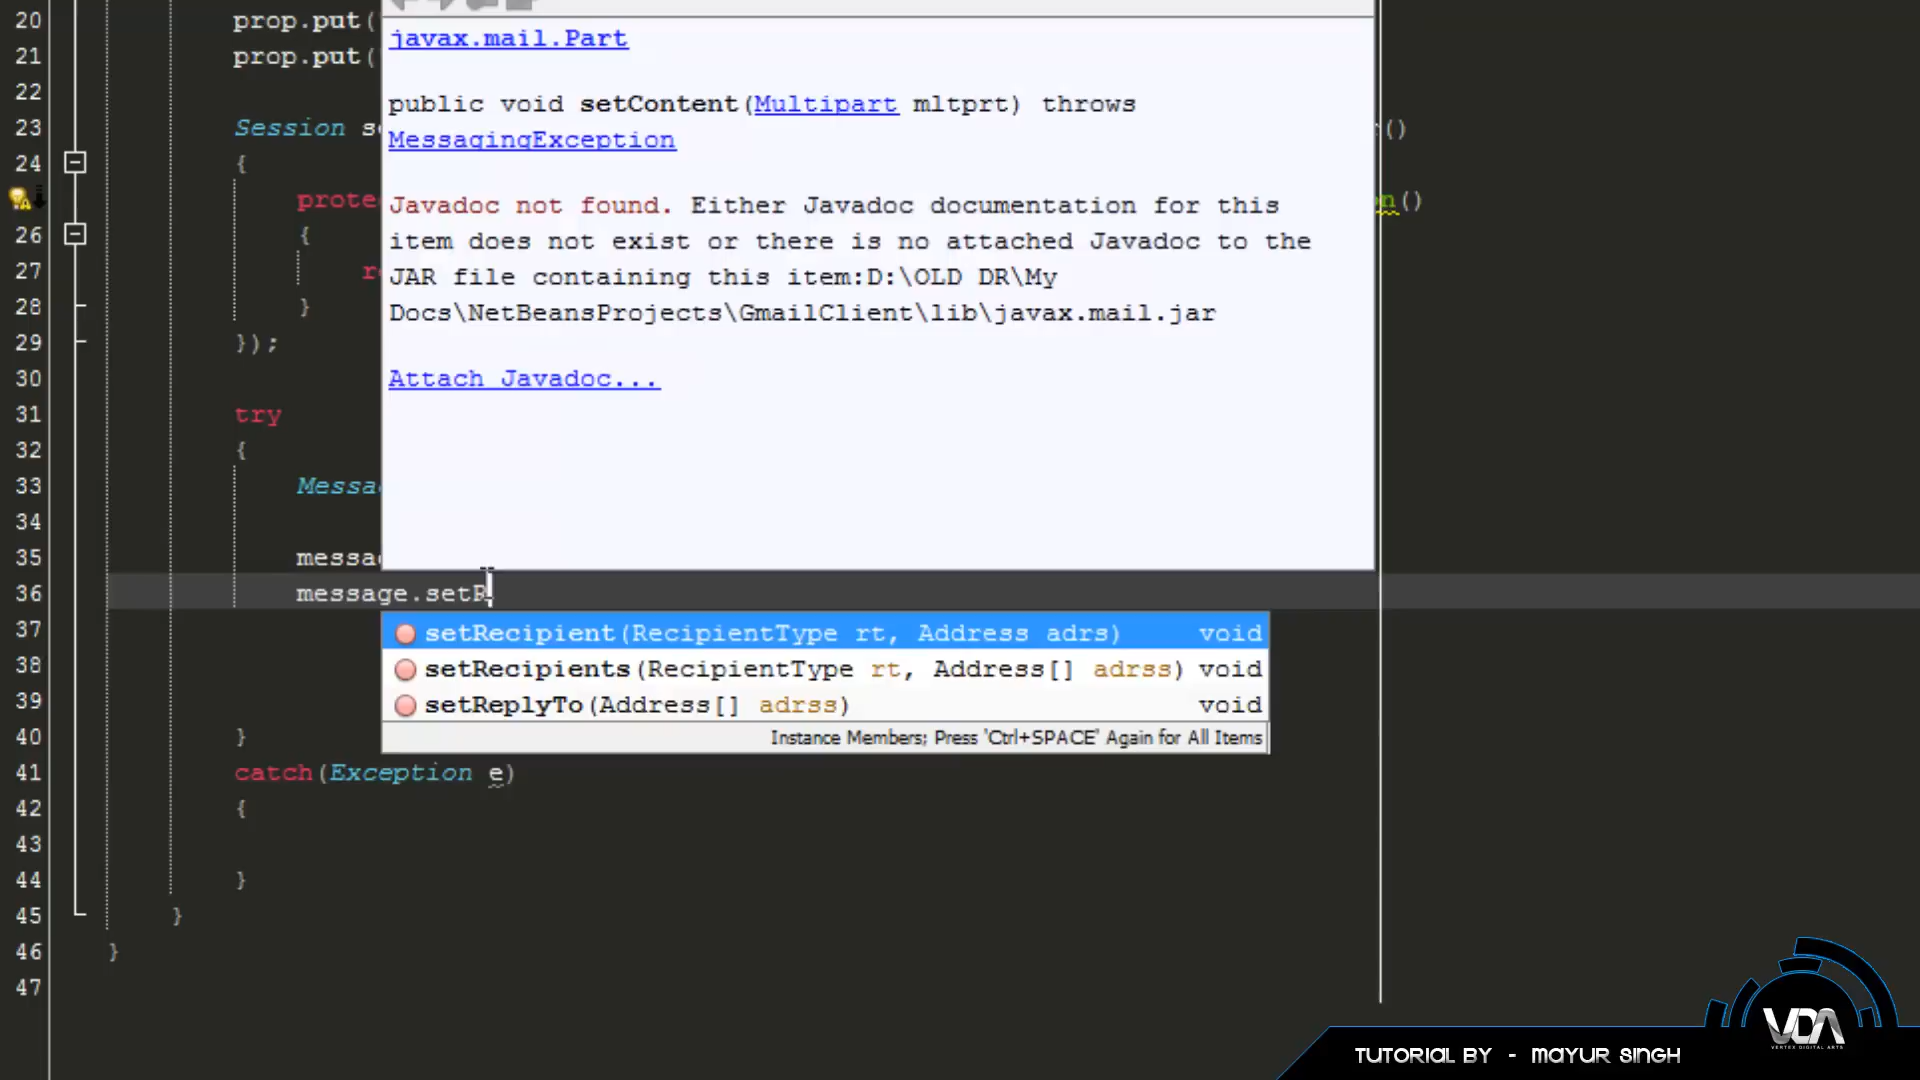 20 prop.put(
21 prop.put(
22
23 Session s
24 {
prote
26 {
27 r
28 }
29 });
30
31 try
32 {
33 Messa
34
35 messa
36 message.setR
37
38
39
40 }
41 catch(Exception e)
42 {
43
44 }
45 }
46 }
47
javax.mail.Part
public void setContent(Multipart mltprt) throws
MessagingException
Javadoc not found. Either Javadoc documentation for this
item does not exist or there is no attached Javadoc to the
JAR file containing this item:D:\OLD DR\My
Docs\NetBeansProjects\GmailClient\lib\javax.mail.jar
Attach Javadoc...
()
n()
setRecipient(RecipientType rt, Address adrs) void
setRecipients(RecipientType rt, Address[] adrss) void
setReplyTo(Address[] adrss) void
Instance Members; Press 'Ctrl+SPACE' Again for All Items
VDA
VERTEX DIGITAL ARTS
TUTORIAL BY - MAYUR SINGH